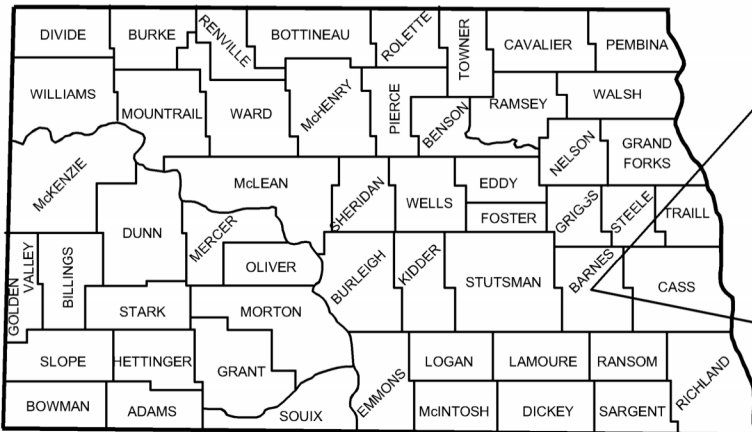 DIVIDE
BURKE
RENVILLE
BOTTINEAU
ROLETTE
TOWNER
CAVALIER
PEMBINA
WILLIAMS
MOUNTRAIL
WARD
McHENRY
PIERCE
BENSON
RAMSEY
WALSH
NELSON
GRAND
FORKS
McKENZIE
McLEAN
SHERIDAN
WELLS
EDDY
FOSTER
GRIGGS
STEELE
TRAILL
DUNN
MERCER
OLIVER
BURLEIGH
KIDDER
STUTSMAN
BARNES
CASS
GOLDEN
VALLEY
BILLINGS
STARK
MORTON
SLOPE
HETTINGER
GRANT
EMMONS
LOGAN
LAMOURE
RANSOM
RICHLAND
BOWMAN
ADAMS
SOUIX
McINTOSH
DICKEY
SARGENT